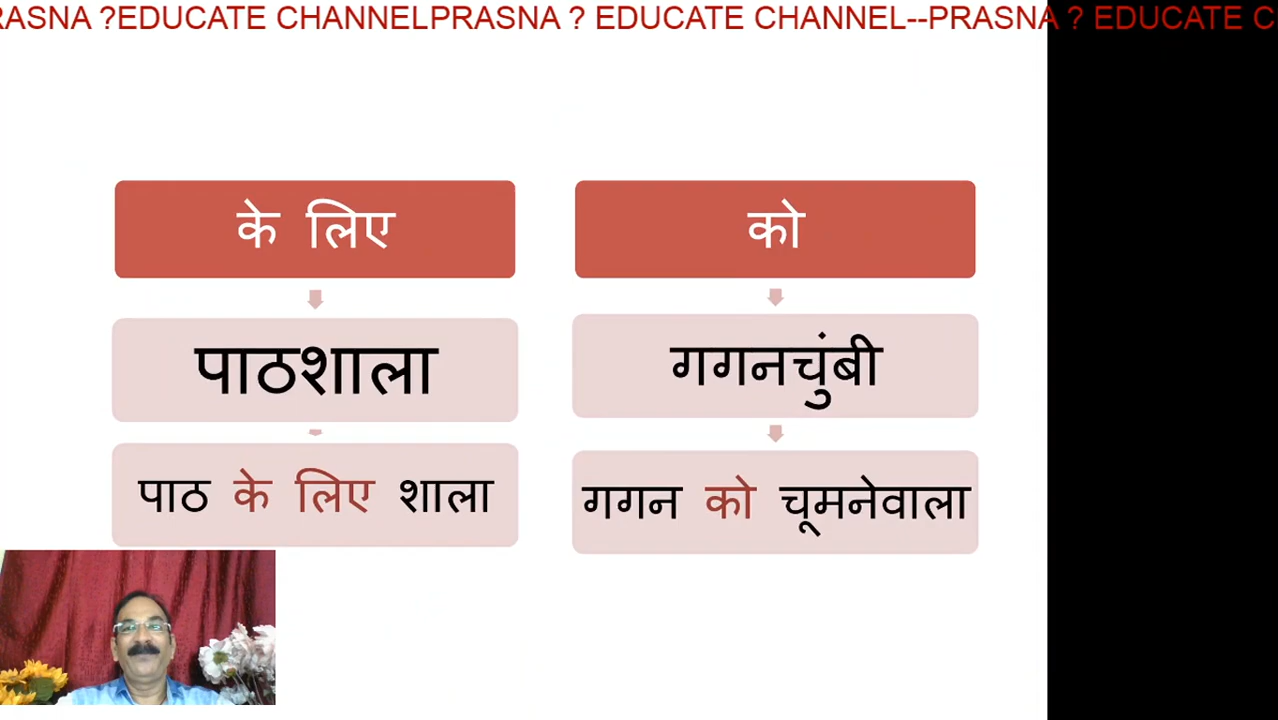 RASNA ?EDUCATE CHANNELPRASNA ? EDUCATE CHANNEL--PRASNA ? EDUCATE C
के लिए
पाठशाला
पाठ के लिए शाला
को
गगनचुंबी
गगन को चूमनेवाला